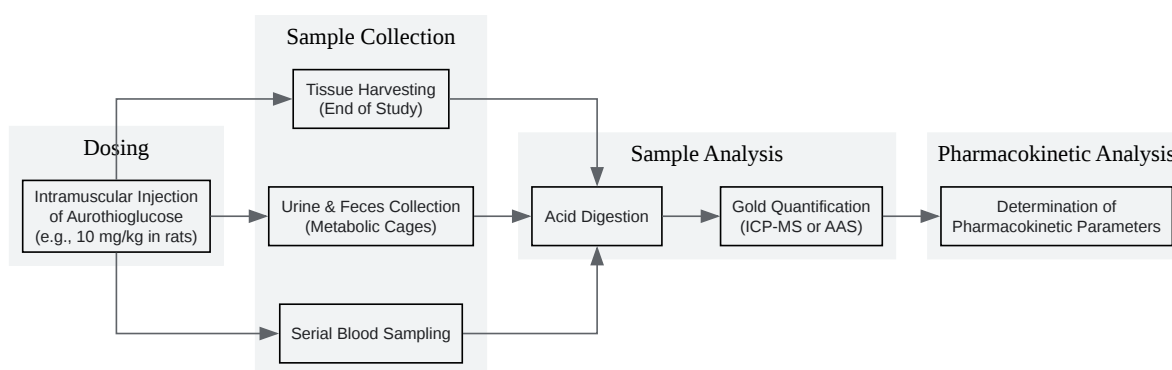 Dosing
Intramuscular Injection
of Aurothioglucose
(e.g., 10 mg/kg in rats)
Sample Collection
Tissue Harvesting
(End of Study)
Urine & Feces Collection
(Metabolic Cages)
Serial Blood Sampling
Sample Analysis
Acid Digestion
Gold Quantification
(ICP-MS or AAS)
Pharmacokinetic Analysis
Determination of
Pharmacokinetic Parameters